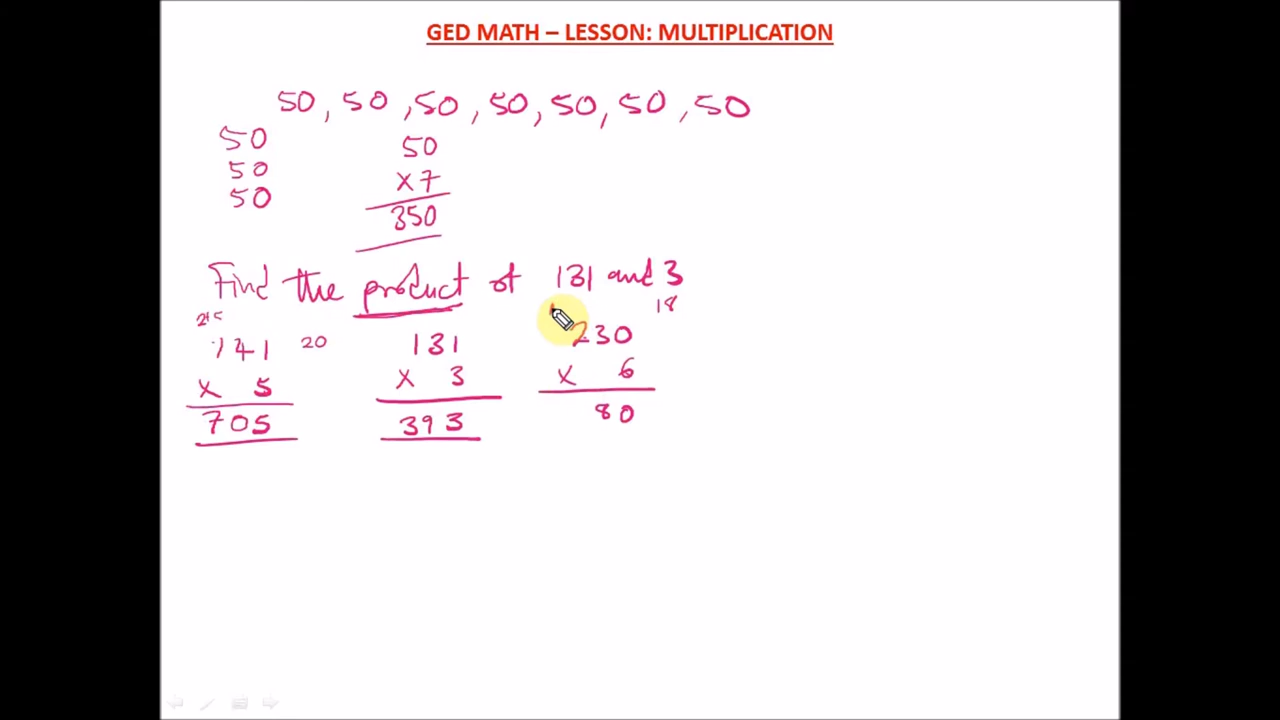 GED MATH – LESSON: MULTIPLICATION
50, 50, 50, 50, 50, 50, 50
50
50
50
50
x 7
350
Find the product of 131 and 3
18
141 20
x 5
705
131
x 3
393
230
x 6
80